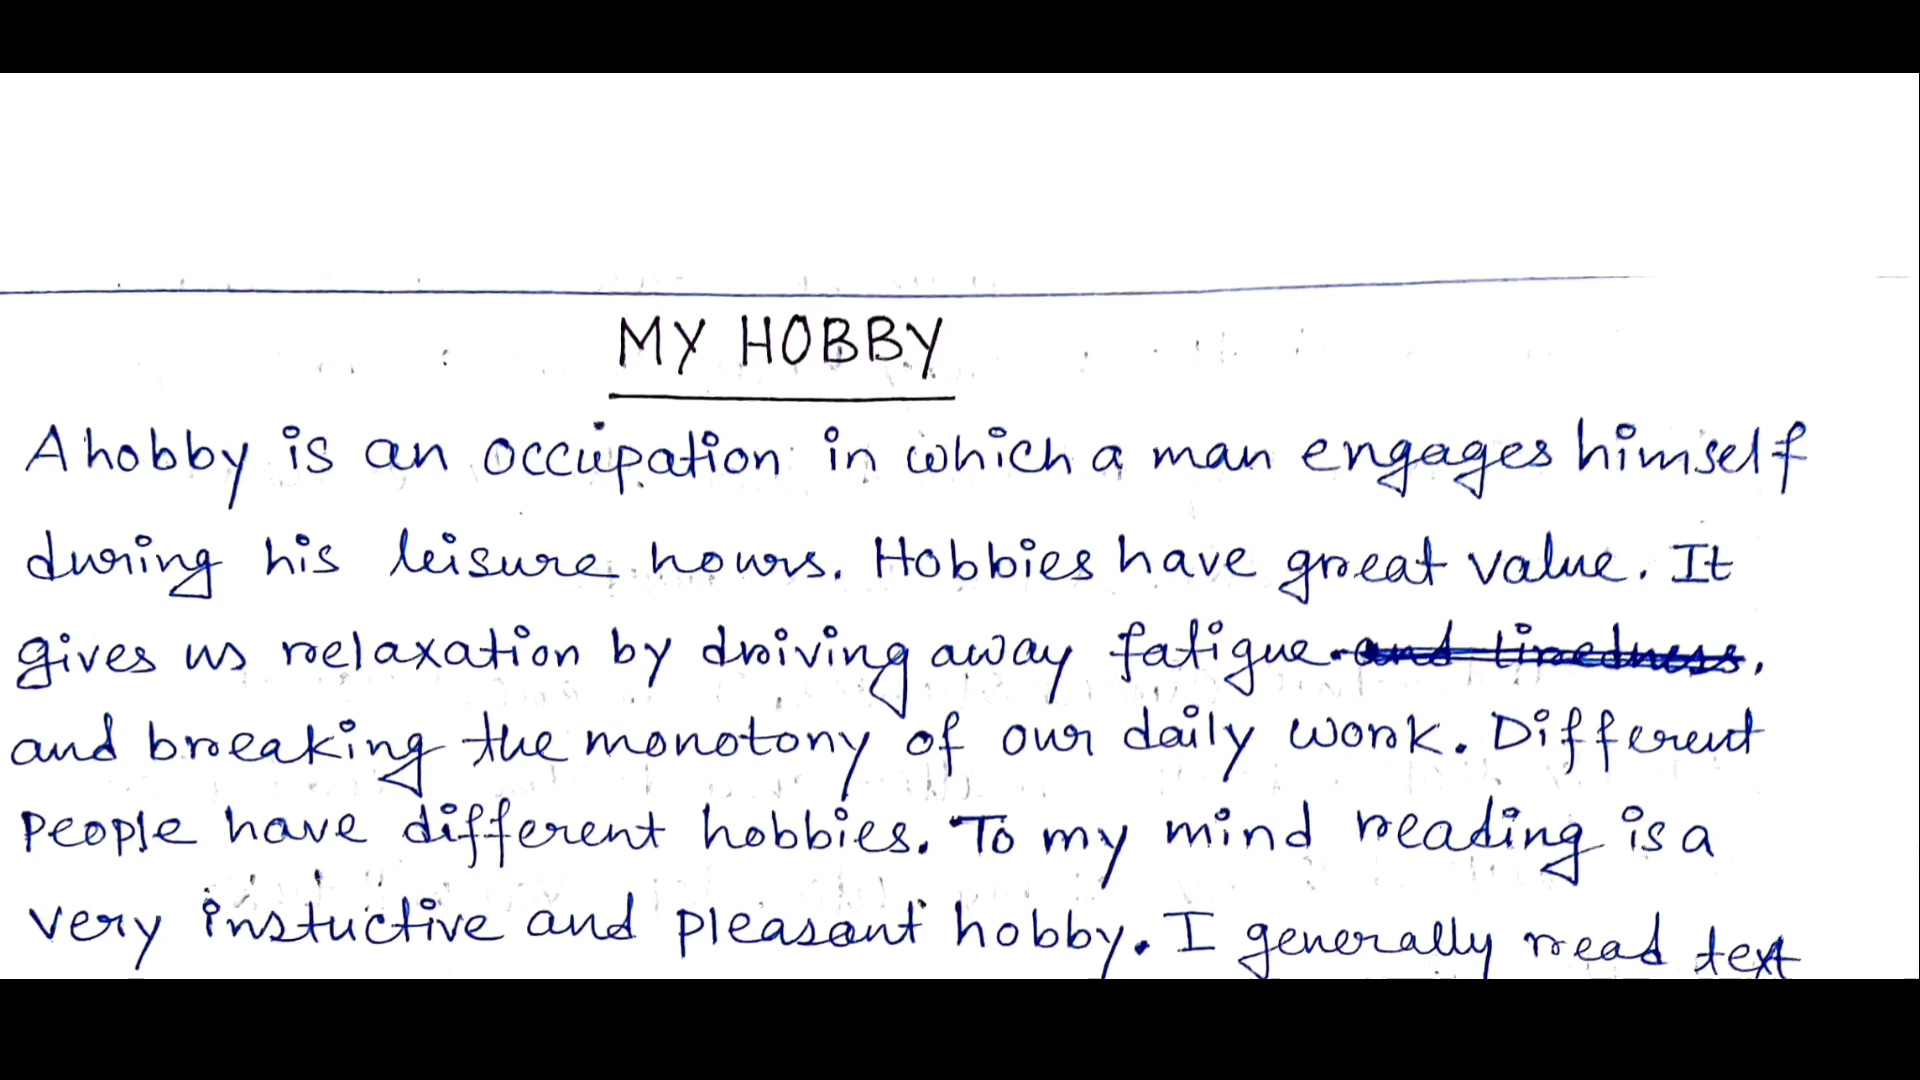 MY HOBBY
A hobby is an occupation in which a man engages himself
during his leisure hours. Hobbies have great value. It
gives us relaxation by driving away fatigue and tiredness.
and breaking the monotony of our daily work. Different
people have different hobbies. To my mind reading is a
very instuctive and pleasant hobby. I generally read text